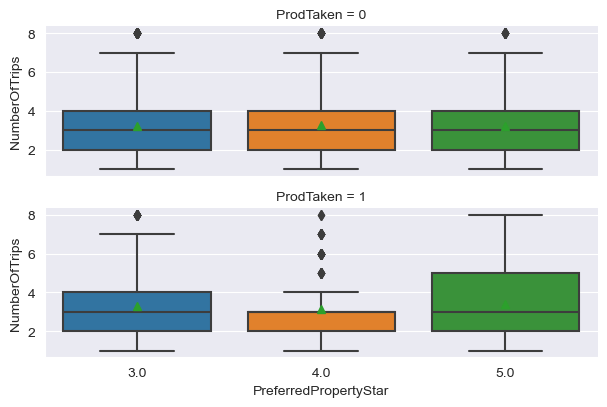 ProdTaken = 0
8
6
4
2
NumberOfTrips
ProdTaken = 1
8
6
4
2
NumberOfTrips
3.0 4.0 5.0
PreferredPropertyStar